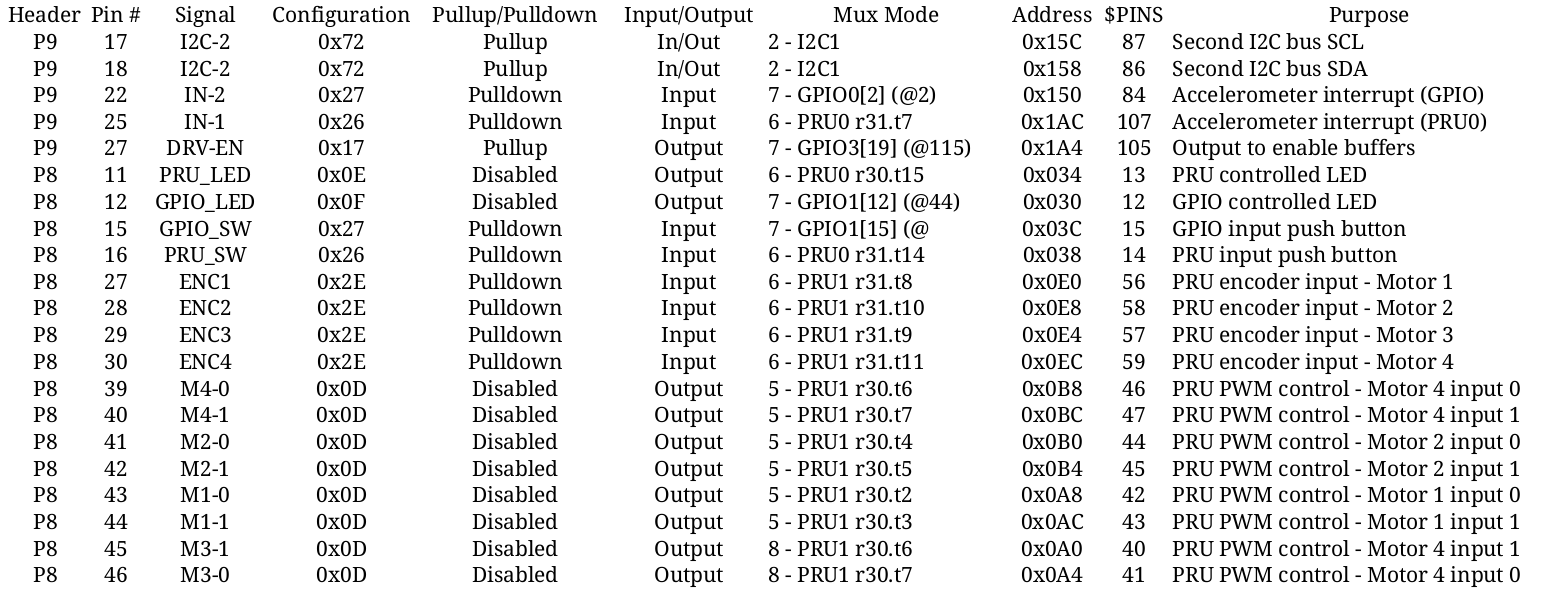 Header Pin # Signal Configuration Pullup/Pulldown Input/Output Mux Mode Address $PINS Purpose
P9 17 I2C-2 0x72 Pullup In/Out 2 - I2C1 0x15C 87 Second I2C bus SCL
P9 18 I2C-2 0x72 Pullup In/Out 2 - I2C1 0x158 86 Second I2C bus SDA
P9 22 IN-2 0x27 Pulldown Input 7 - GPIO0[2] (@2) 0x150 84 Accelerometer interrupt (GPIO)
P9 25 IN-1 0x26 Pulldown Input 6 - PRU0 r31.t7 0x1AC 107 Accelerometer interrupt (PRU0)
P9 27 DRV-EN 0x17 Pullup Output 7 - GPIO3[19] (@115) 0x1A4 105 Output to enable buffers
P8 11 PRU_LED 0x0E Disabled Output 6 - PRU0 r30.t15 0x034 13 PRU controlled LED
P8 12 GPIO_LED 0x0F Disabled Output 7 - GPIO1[12] (@44) 0x030 12 GPIO controlled LED
P8 15 GPIO_SW 0x27 Pulldown Input 7 - GPIO1[15] (@ 0x03C 15 GPIO input push button
P8 16 PRU_SW 0x26 Pulldown Input 6 - PRU0 r31.t14 0x038 14 PRU input push button
P8 27 ENC1 0x2E Pulldown Input 6 - PRU1 r31.t8 0x0E0 56 PRU encoder input - Motor 1
P8 28 ENC2 0x2E Pulldown Input 6 - PRU1 r31.t10 0x0E8 58 PRU encoder input - Motor 2
P8 29 ENC3 0x2E Pulldown Input 6 - PRU1 r31.t9 0x0E4 57 PRU encoder input - Motor 3
P8 30 ENC4 0x2E Pulldown Input 6 - PRU1 r31.t11 0x0EC 59 PRU encoder input - Motor 4
P8 39 M4-0 0x0D Disabled Output 5 - PRU1 r30.t6 0x0B8 46 PRU PWM control - Motor 4 input 0
P8 40 M4-1 0x0D Disabled Output 5 - PRU1 r30.t7 0x0BC 47 PRU PWM control - Motor 4 input 1
P8 41 M2-0 0x0D Disabled Output 5 - PRU1 r30.t4 0x0B0 44 PRU PWM control - Motor 2 input 0
P8 42 M2-1 0x0D Disabled Output 5 - PRU1 r30.t5 0x0B4 45 PRU PWM control - Motor 2 input 1
P8 43 M1-0 0x0D Disabled Output 5 - PRU1 r30.t2 0x0A8 42 PRU PWM control - Motor 1 input 0
P8 44 M1-1 0x0D Disabled Output 5 - PRU1 r30.t3 0x0AC 43 PRU PWM control - Motor 1 input 1
P8 45 M3-1 0x0D Disabled Output 8 - PRU1 r30.t6 0x0A0 40 PRU PWM control - Motor 4 input 1
P8 46 M3-0 0x0D Disabled Output 8 - PRU1 r30.t7 0x0A4 41 PRU PWM control - Motor 4 input 0